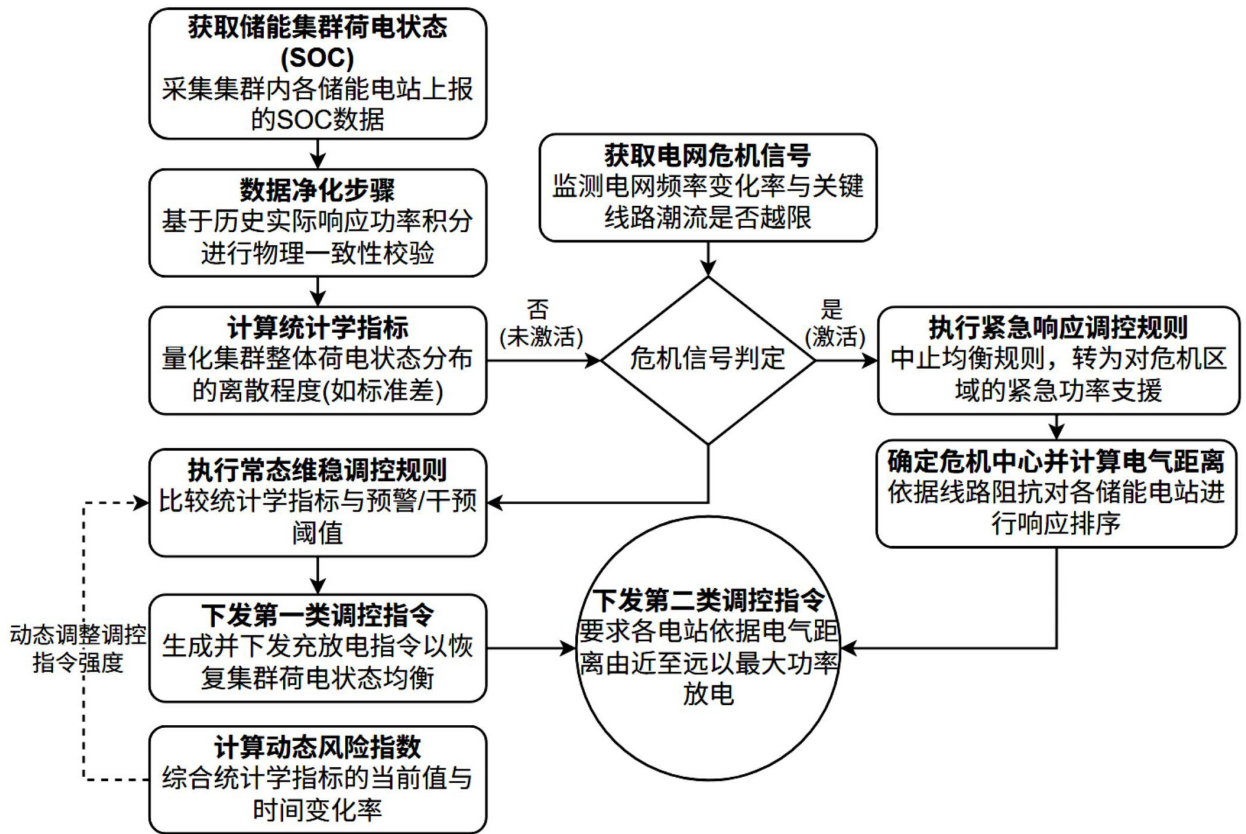 获取储能集群荷电状态
(SOC)
采集集群内各储能电站上报
的SOC数据
数据净化步骤
基于历史实际响应功率积分
进行物理一致性校验
计算统计学指标
量化集群整体荷电状态分布
的离散程度(如标准差)
获取电网危机信号
监测电网频率变化率与关键
线路潮流是否越限
否
(未激活)
危机信号判定
是
(激活)
执行紧急响应调控规则
中止均衡规则，转为对危机区
域的紧急功率支援
确定危机中心并计算电气距离
依据线路阻抗对各储能电站进
行响应排序
执行常态维稳调控规则
比较统计学指标与预警/干预
阈值
下发第一类调控指令
生成并下发充放电指令以恢
复集群荷电状态均衡
下发第二类调控指令
要求各电站依据电气距
离由近至远以最大功率
放电
动态调整调控
指令强度
计算动态风险指数
综合统计学指标的当前值与
时间变化率